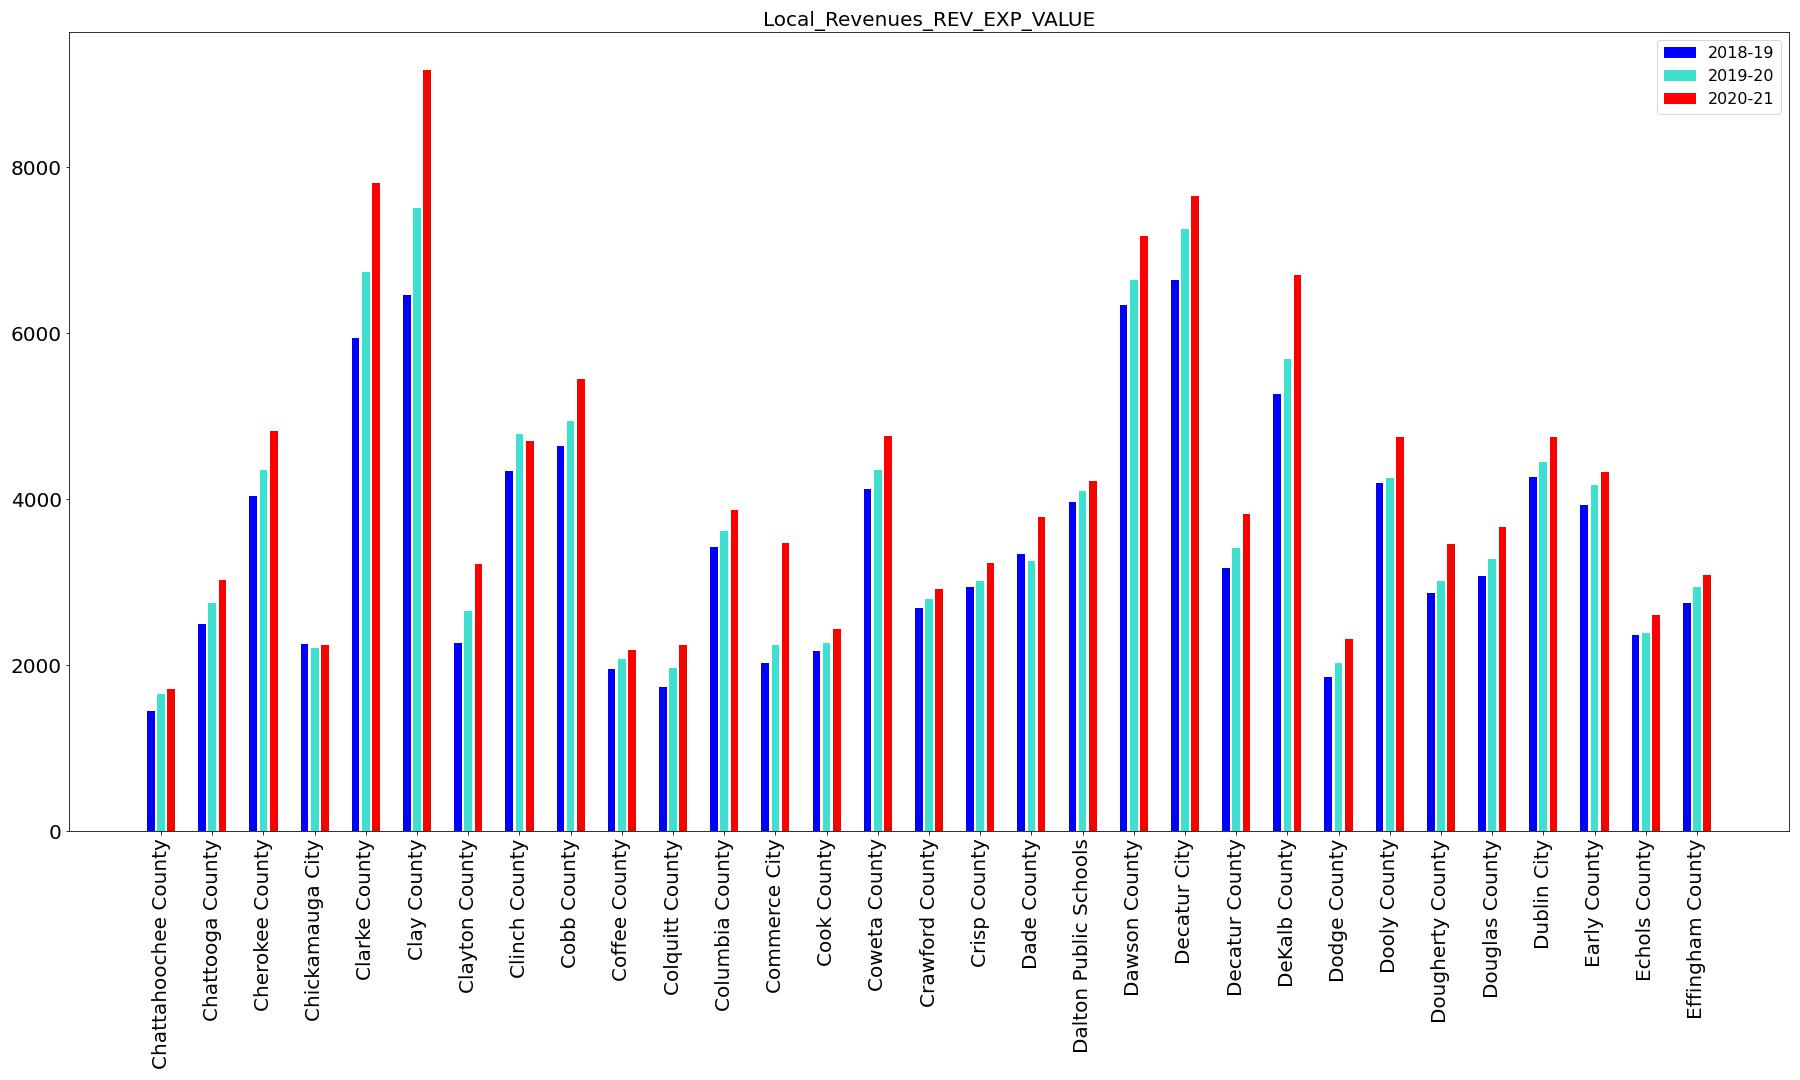 Local_Revenues_REV_EXP_VALUE
2018-19
2019-20
2020-21
8000
6000
4000
2000
0
Chattahoochee County
Chattooga County
Cherokee County
Chickamauga City
Clarke County
Clay County
Clayton County
Clinch County
Cobb County
Coffee County
Colquitt County
Columbia County
Commerce City
Cook County
Coweta County
Crawford County
Crisp County
Dade County
Dalton Public Schools
Dawson County
Decatur City
Decatur County
DeKalb County
Dodge County
Dooly County
Dougherty County
Douglas County
Dublin City
Early County
Echols County
Effingham County